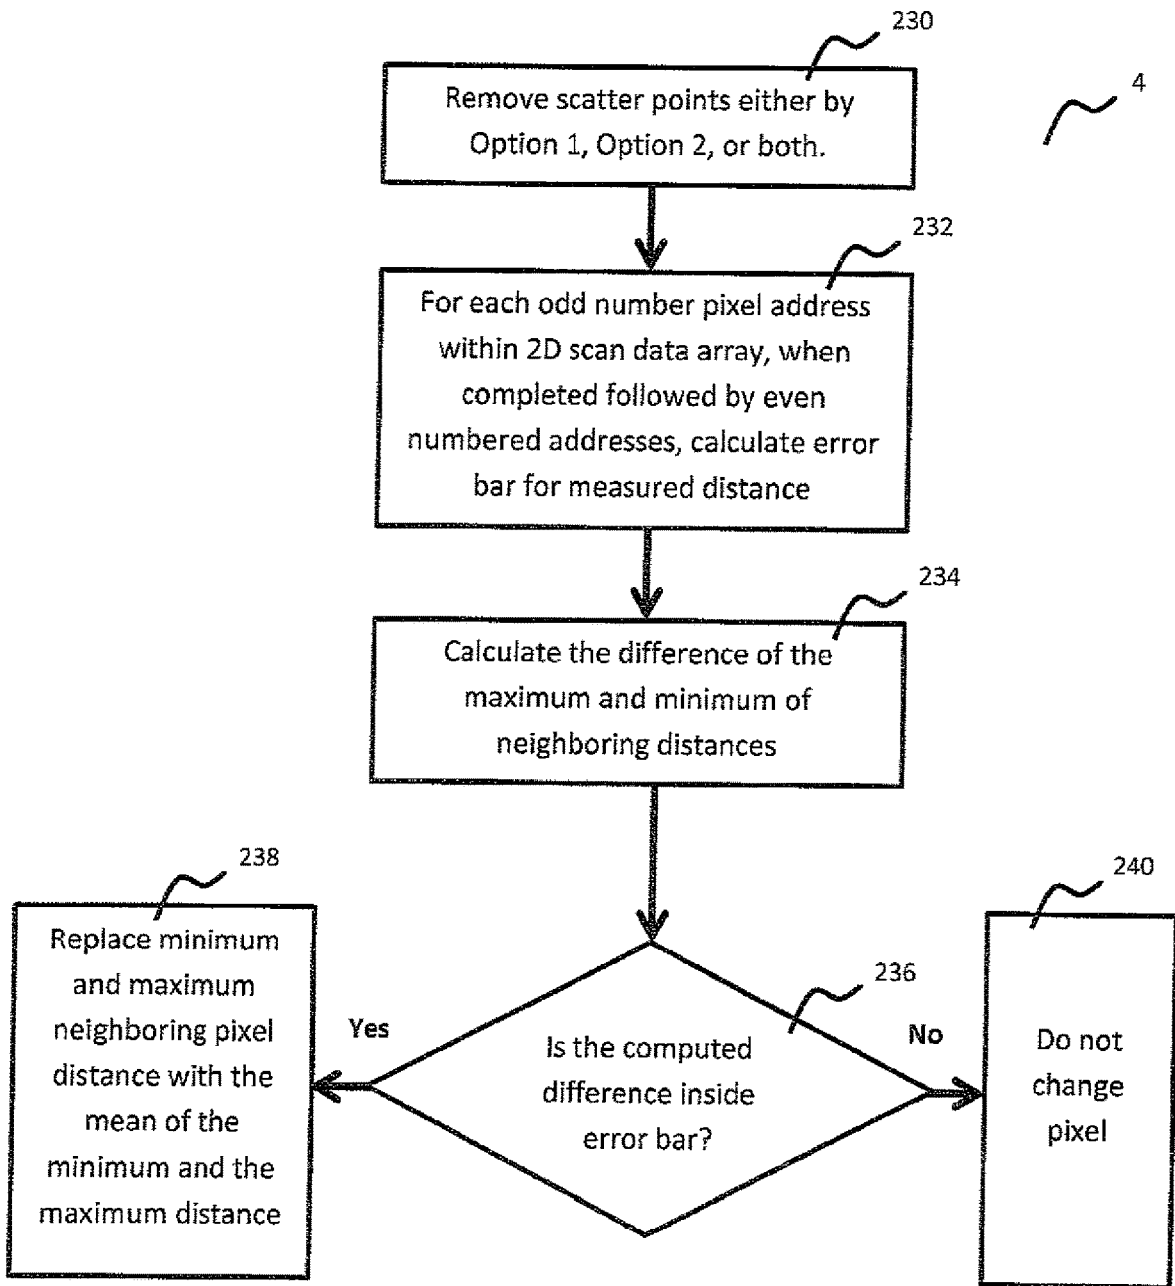 230
4
Remove scatter points either by
Option 1, Option 2, or both.
232
For each odd number pixel address
within 2D scan data array, when
completed followed by even
numbered addresses, calculate error
bar for measured distance
234
Calculate the difference of the
maximum and minimum of
neighboring distances
238
Replace minimum
and maximum
neighboring pixel
distance with the
mean of the
minimum and the
maximum distance
Yes
236
Is the computed
difference inside
error bar?
No
240
Do not
change
pixel